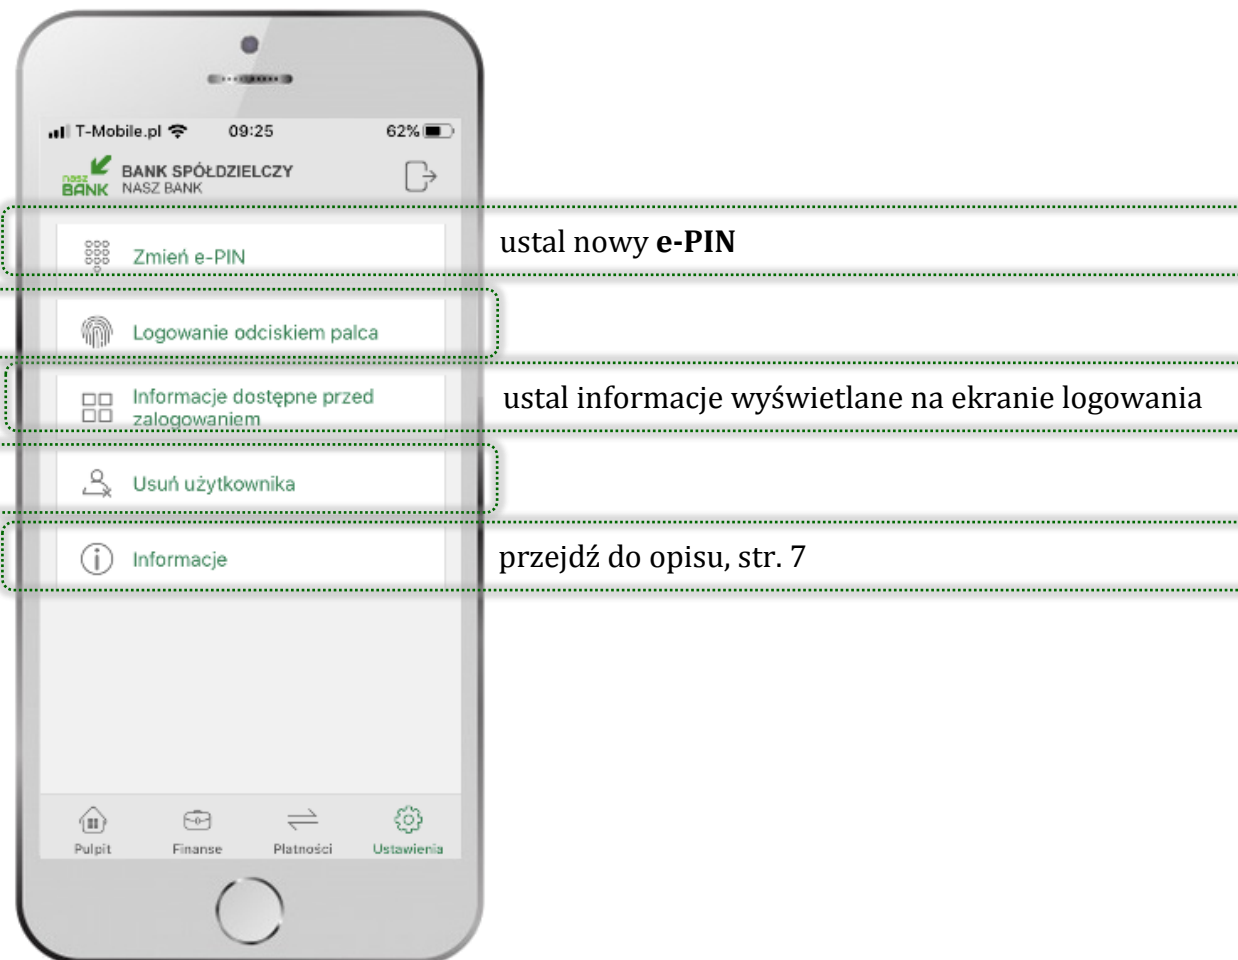 T-Mobile.pl 09:25 62%
nasz BANK
BANK SPÓŁDZIELCZY
NASZ BANK
Zmień e-PIN
ustal nowy e-PIN
Logowanie odciskiem palca
Informacje dostępne przed
zalogowaniem
ustal informacje wyświetlane na ekranie logowania
Usuń użytkownika
Informacje
przejdź do opisu, str. 7
Pulpit Finanse Płatności Ustawienia